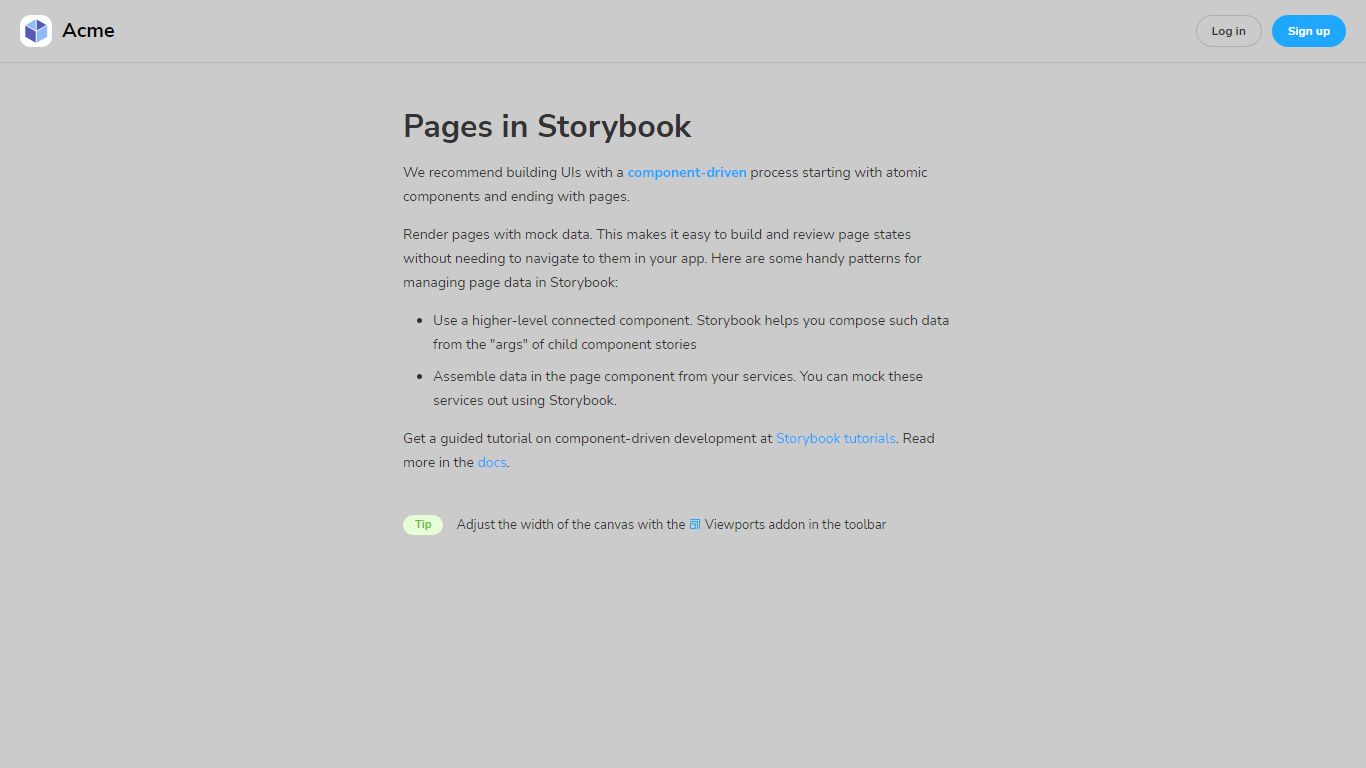 Acme
Log in
Sign up
Pages in Storybook
We recommend building UIs with a component-driven process starting with atomic
components and ending with pages.
Render pages with mock data. This makes it easy to build and review page states
without needing to navigate to them in your app. Here are some handy patterns for
managing page data in Storybook:
• Use a higher-level connected component. Storybook helps you compose such data
from the "args" of child component stories
• Assemble data in the page component from your services. You can mock these
services out using Storybook.
Get a guided tutorial on component-driven development at Storybook tutorials. Read
more in the docs.
Tip Adjust the width of the canvas with the Viewports addon in the toolbar